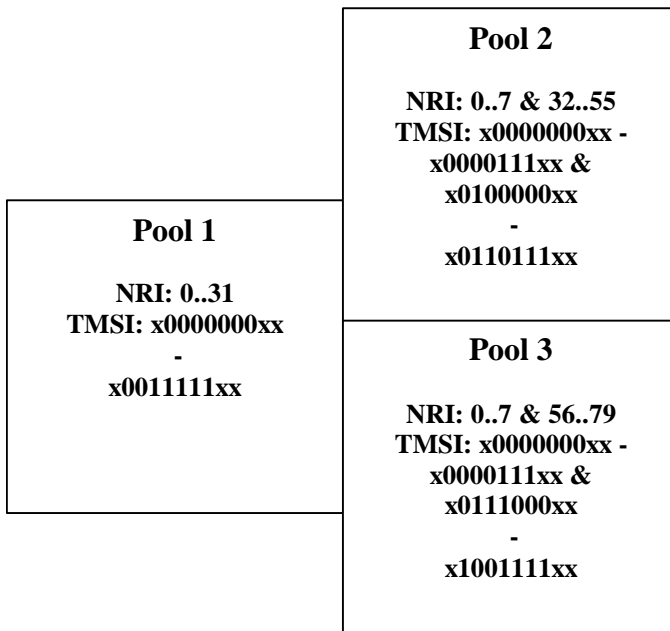 Pool 2
NRI: 0..7 & 32..55
TMSI: x0000000xx -
x0000111xx &
x0100000xx
-
x0110111xx
Pool 1
NRI: 0..31
TMSI: x0000000xx
-
x0011111xx
Pool 3
NRI: 0..7 & 56..79
TMSI: x0000000xx -
x0000111xx &
x0111000xx
-
x1001111xx